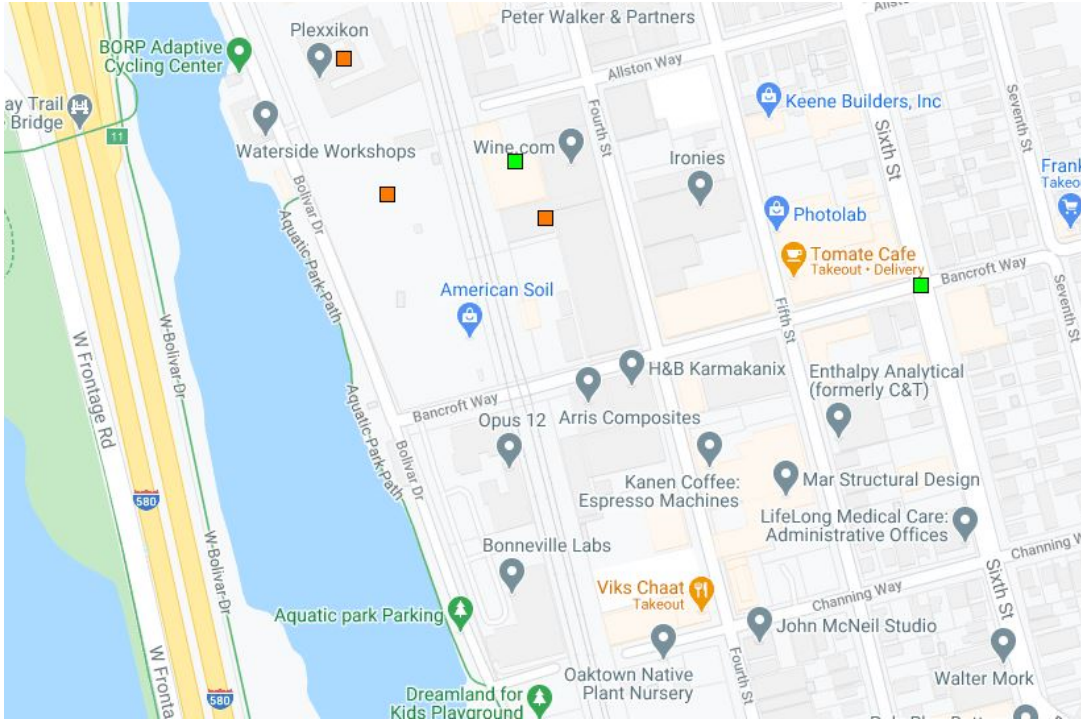 Peter Walker & Partners
Allston
Plexxikon
BORP Adaptive
Cycling Center
Allston Way
Keene Builders, Inc
ay Trail
Bridge
11
Fourth St
Sixth St
Seventh St
Waterside Workshops
Wine.com
Ironies
Frank
Takeo
Bolivar Dr
Photolab
Aquatic-Park-Path
Tomate Cafe
Takeout • Delivery
Bancroft Way
American Soil
Fifth St
Seventh St
W-Bolivar-Dr
W Frontage Rd
H&B Karmakanix
Enthalpy Analytical
(formerly C&T)
Bancroft Way
Arris Composites
Aquatic-Park-Path
Opus 12
Bolivar Dr
Kanen Coffee:
Espresso Machines
Mar Structural Design
580
LifeLong Medical Care:
Administrative Offices
W-Bolivar-Dr
Bonneville Labs
Channing Way
Sixth St
Viks Chaat
Takeout
Channing Way
Aquatic park Parking
John McNeil Studio
W Fronta
Fourth St
Oaktown Native
Plant Nursery
Walter Mork
580
Dreamland for
Kids Playground